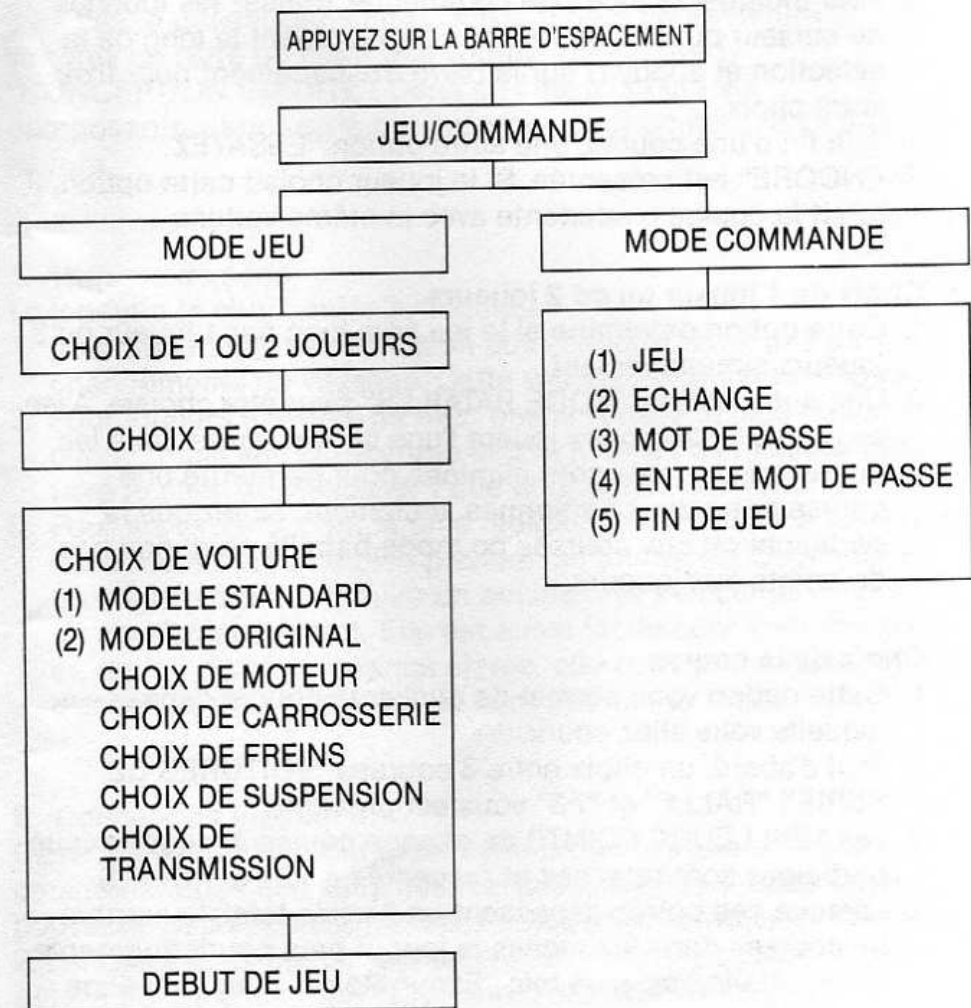 APPUYEZ SUR LA BARRE D'ESPACEMENT
JEU/COMMANDE
MODE JEU
MODE COMMANDE
CHOIX DE 1 OU 2 JOUEURS
CHOIX DE COURSE
(1) JEU
(2) ECHANGE
(3) MOT DE PASSE
(4) ENTREE MOT DE PASSE
(5) FIN DE JEU
CHOIX DE VOITURE
(1) MODELE STANDARD
(2) MODELE ORIGINAL
CHOIX DE MOTEUR
CHOIX DE CARROSSERIE
CHOIX DE FREINS
CHOIX DE SUSPENSION
CHOIX DE
TRANSMISSION
DEBUT DE JEU